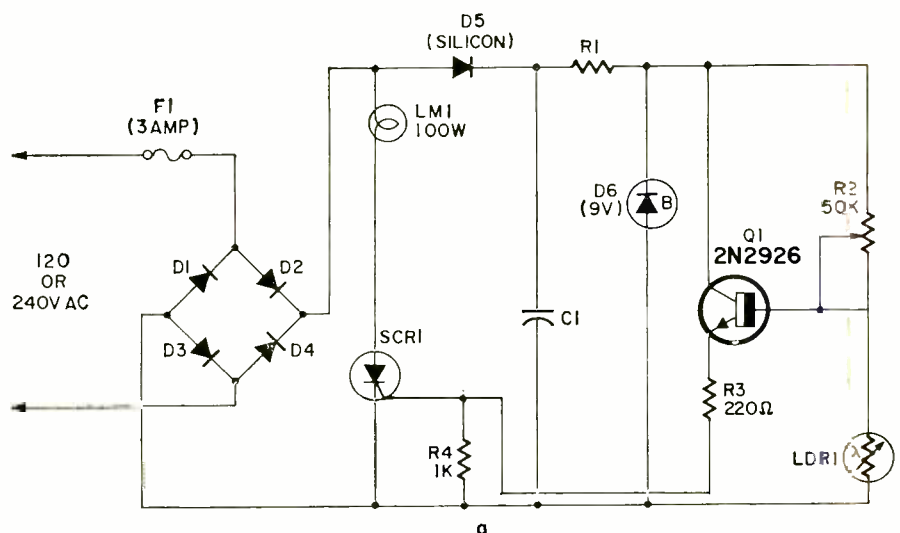 D5
(SILICON)
R1
F1
(3AMP)
LM1
100W
D6
(9V)
B
R2
50K
Q1
2N2926
120
OR
240V AC
D1
D2
D3
D4
SCR1
C1
R3
220Ω
R4
1K
LDR1
λ
a